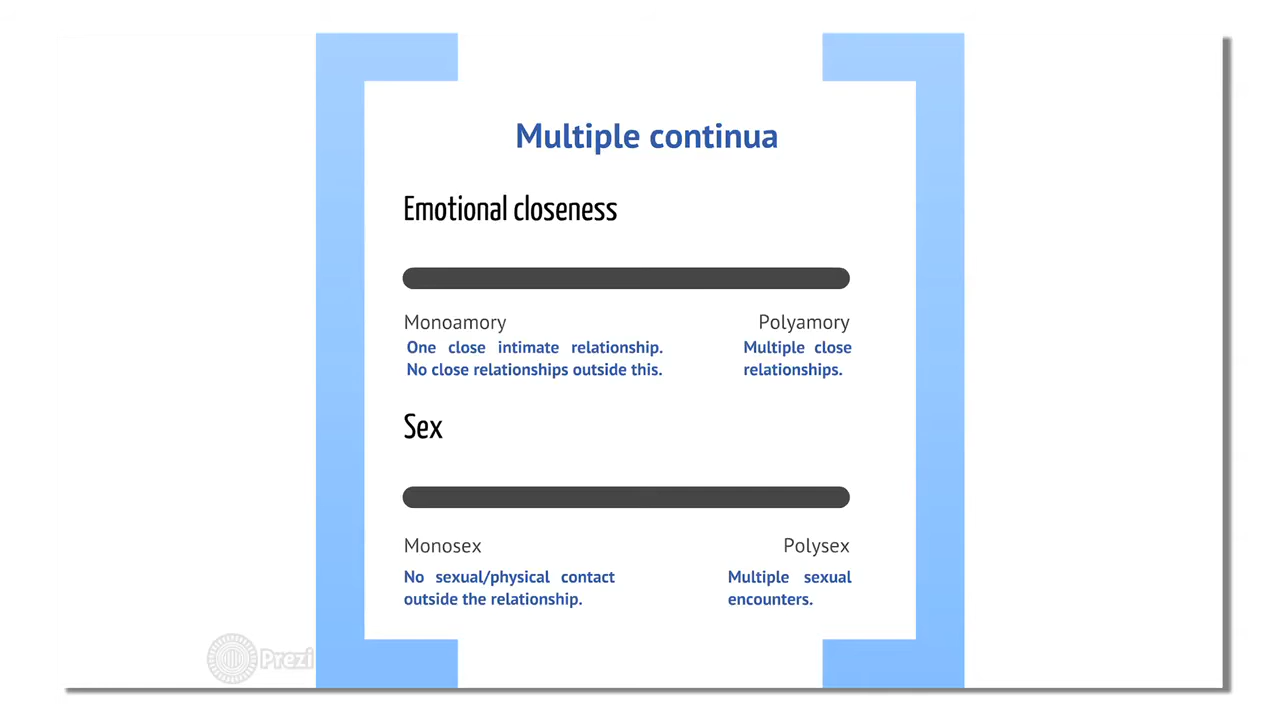 Multiple continua
Emotional closeness
Monoamory
One close intimate relationship.
No close relationships outside this.
Polyamory
Multiple close
relationships.
Sex
Monosex
No sexual/physical contact
outside the relationship.
Polysex
Multiple sexual
encounters.
Prezi